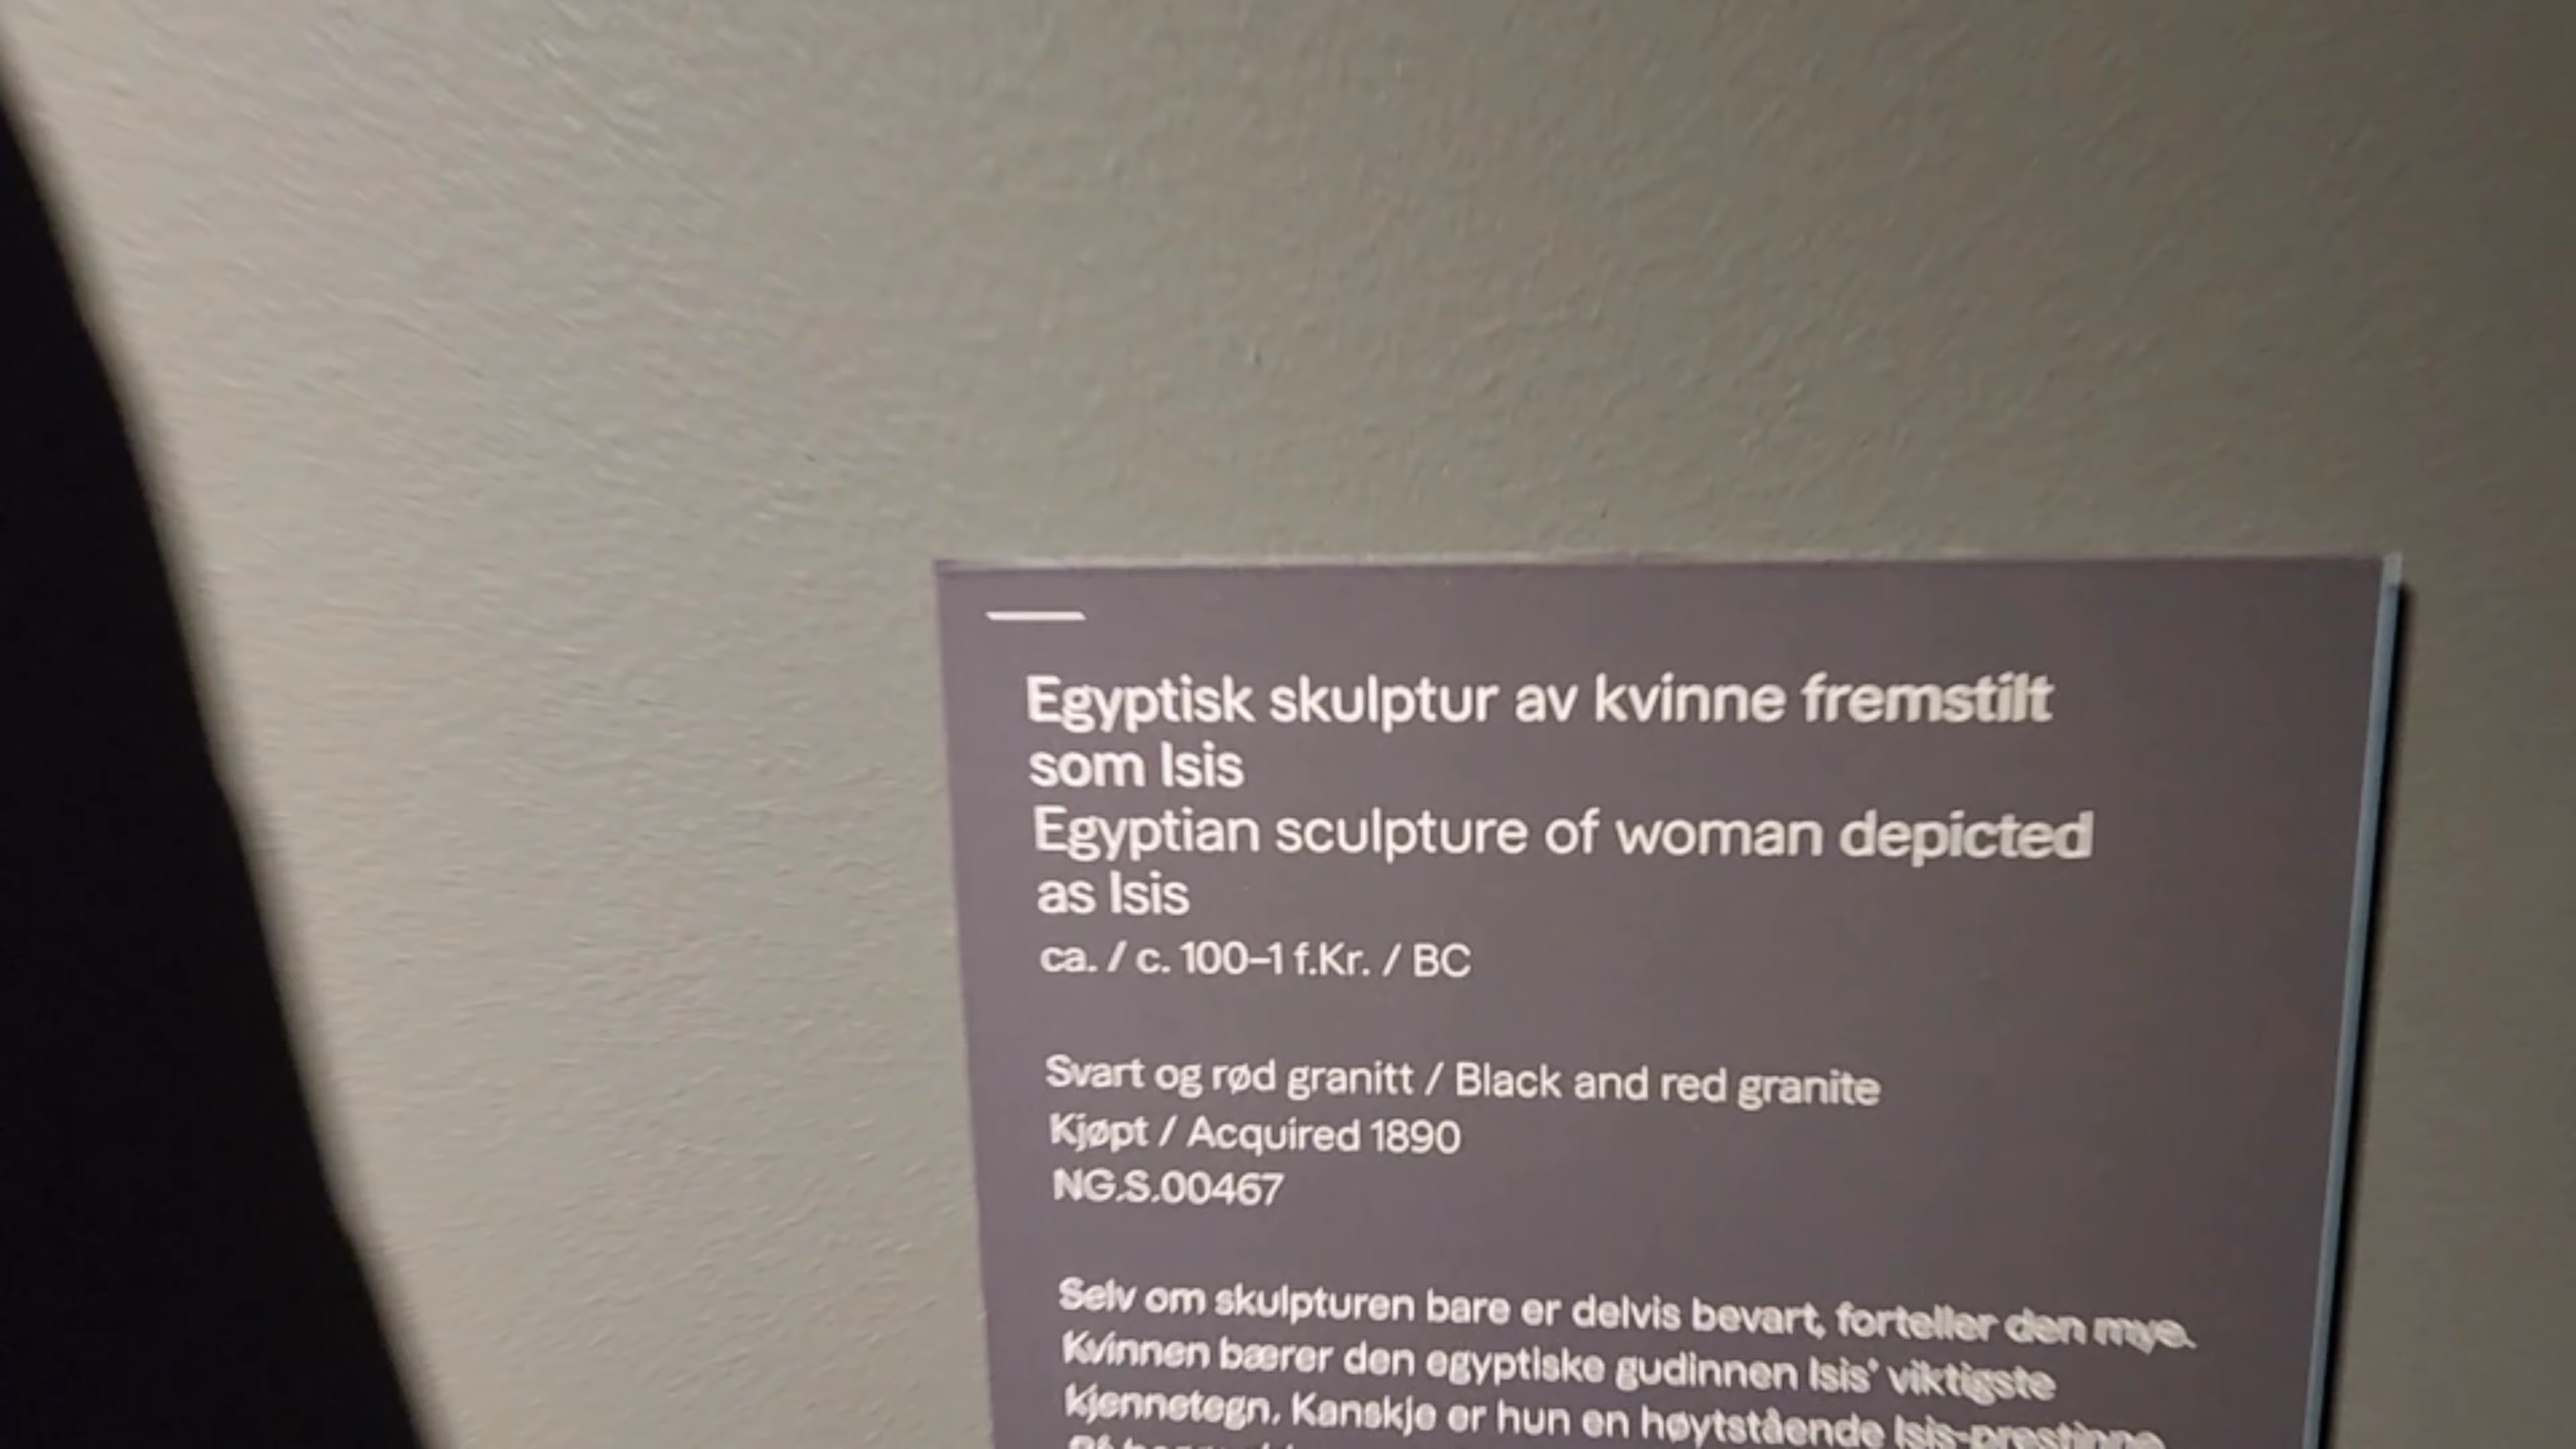 Egyptisk skulptur av kvinne fremstilt
som Isis
Egyptian sculpture of woman depicted
as Isis
ca. / c. 100–1 f.Kr. / BC
Svart og rød granitt / Black and red granite
Kjøpt / Acquired 1890
NG.S.00467
Selv om skulpturen bare er delvis bevart, forteller den mye.
Kvinnen bærer den egyptiske gudinnen Isis' viktigste
kjennetegn. Kanskje er hun en høytstående Isis-prestinne